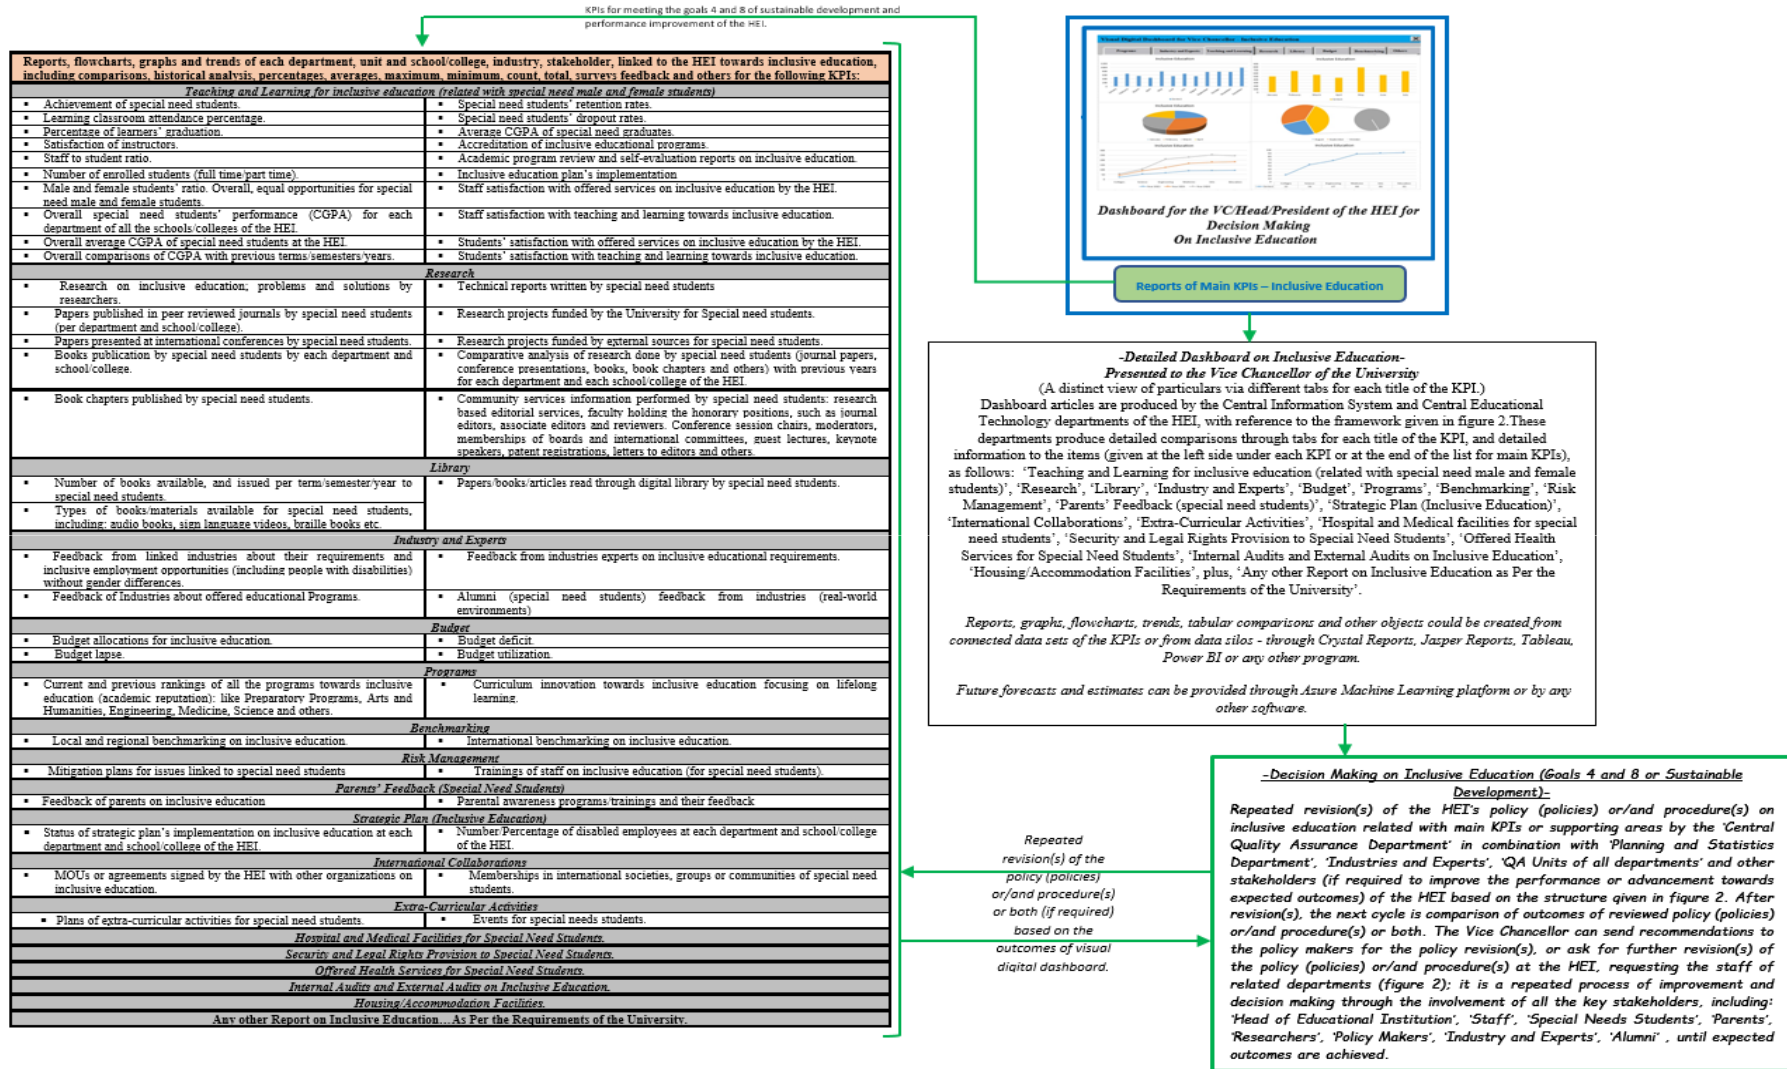 KPIs for meeting the goals 4 and 8 of sustainable development and
performance improvement of the HEI.
Reports, flowcharts, graphs and trends of each department, unit and school/college, industry, stakeholder, linked to the HEI towards inclusive education,
including comparisons, historical analysis, percentages, averages, maximum, minimum, count, total, surveys feedback and others for the following KPIs:
Teaching and Learning for inclusive education (related with special need male and female students)
▪ Achievement of special need students.
▪ Special need students' retention rates.
▪ Learning classroom attendance percentage.
▪ Special need students' dropout rates.
▪ Percentage of learners' graduation.
▪ Average CGPA of special need graduates.
▪ Satisfaction of instructors.
▪ Accreditation of inclusive educational programs.
▪ Staff to student ratio.
▪ Academic program review and self-evaluation reports on inclusive education.
▪ Number of enrolled students (full time/part time).
▪ Inclusive education plan's implementation
▪ Male and female students' ratio. Overall, equal opportunities for special
need male and female students.
▪ Staff satisfaction with offered services on inclusive education by the HEI.
▪ Overall special need students' performance (CGPA) for each
department of all the schools/colleges of the HEI.
▪ Staff satisfaction with teaching and learning towards inclusive education.
▪ Overall average CGPA of special need students at the HEI.
▪ Students' satisfaction with offered services on inclusive education by the HEI.
▪ Overall comparisons of CGPA with previous terms/semesters/years.
▪ Students' satisfaction with teaching and learning towards inclusive education.
Research
▪ Research on inclusive education; problems and solutions by
researchers.
▪ Technical reports written by special need students
▪ Papers published in peer reviewed journals by special need students
(per department and school/college).
▪ Research projects funded by the University for Special need students.
▪ Papers presented at international conferences by special need students.
▪ Research projects funded by external sources for special need students.
▪ Books publication by special need students by each department and
school/college.
▪ Comparative analysis of research done by special need students (journal papers,
conference presentations, books, book chapters and others) with previous years
for each department and each school/college of the HEI.
▪ Book chapters published by special need students.
▪ Community services information performed by special need students: research
based editorial services, faculty holding the honorary positions, such as journal
editors, associate editors and reviewers. Conference session chairs, moderators,
memberships of boards and international committees, guest lectures, keynote
speakers, patent registrations, letters to editors and others.
Library
▪ Number of books available, and issued per term/semester/year to
special need students.
▪ Papers/books/articles read through digital library by special need students.
▪ Types of books/materials available for special need students,
including: audio books, sign language videos, braille books etc.
Industry and Experts
▪ Feedback from linked industries about their requirements and
inclusive employment opportunities (including people with disabilities)
without gender differences.
▪ Feedback from industries experts on inclusive educational requirements.
▪ Feedback of Industries about offered educational Programs.
▪ Alumni (special need students) feedback from industries (real-world
environments)
Budget
▪ Budget allocations for inclusive education.
▪ Budget deficit.
▪ Budget lapse.
▪ Budget utilization.
Programs
▪ Current and previous rankings of all the programs towards inclusive
education (academic reputation): like Preparatory Programs, Arts and
Humanities, Engineering, Medicine, Science and others.
▪ Curriculum innovation towards inclusive education focusing on lifelong
learning.
Benchmarking
▪ Local and regional benchmarking on inclusive education.
▪ International benchmarking on inclusive education.
Risk Management
▪ Mitigation plans for issues linked to special need students
▪ Trainings of staff on inclusive education (for special need students).
Parents' Feedback (Special Need Students)
▪ Feedback of parents on inclusive education
▪ Parental awareness programs/trainings and their feedback
Strategic Plan (Inclusive Education)
▪ Status of strategic plan's implementation on inclusive education at each
department and school/college of the HEI.
▪ Number/Percentage of disabled employees at each department and school/college
of the HEI.
International Collaborations
▪ MOUs or agreements signed by the HEI with other organizations on
inclusive education.
▪ Memberships in international societies, groups or communities of special need
students.
Extra-Curricular Activities
▪ Plans of extra-curricular activities for special need students.
▪ Events for special needs students.
Hospital and Medical Facilities for Special Need Students.
Security and Legal Rights Provision to Special Need Students.
Offered Health Services for Special Need Students.
Internal Audits and External Audits on Inclusive Education.
Housing/Accommodation Facilities.
Any other Report on Inclusive Education…As Per the Requirements of the University.
Visual Digital Dashboard for Vice Chancellor - Inclusive Education
Programs Industry and Experts Teaching and Learning Research Library Budget Benchmarking Others
Inclusive Education
Inclusive Education
Inclusive Education
Inclusive Education
Inclusive Education
Inclusive Education
Dashboard for the VC/Head/President of the HEI for
Decision Making
On Inclusive Education
Reports of Main KPIs – Inclusive Education
-Detailed Dashboard on Inclusive Education-
Presented to the Vice Chancellor of the University
(A distinct view of particulars via different tabs for each title of the KPI.)
Dashboard articles are produced by the Central Information System and Central Educational
Technology departments of the HEI, with reference to the framework given in figure 2.These
departments produce detailed comparisons through tabs for each title of the KPI, and detailed
information to the items (given at the left side under each KPI or at the end of the list for main KPIs),
as follows: 'Teaching and Learning for inclusive education (related with special need male and female
students)', 'Research', 'Library', 'Industry and Experts', 'Budget', 'Programs', 'Benchmarking', 'Risk
Management', 'Parents' Feedback (special need students)', 'Strategic Plan (Inclusive Education)',
'International Collaborations', 'Extra-Curricular Activities', 'Hospital and Medical facilities for special
need students', 'Security and Legal Rights Provision to Special Need Students', 'Offered Health
Services for Special Need Students', 'Internal Audits and External Audits on Inclusive Education',
'Housing/Accommodation Facilities', plus, 'Any other Report on Inclusive Education as Per the
Requirements of the University'.
Reports, graphs, flowcharts, trends, tabular comparisons and other objects could be created from
connected data sets of the KPIs or from data silos - through Crystal Reports, Jasper Reports, Tableau,
Power BI or any other program.
Future forecasts and estimates can be provided through Azure Machine Learning platform or by any
other software.
Repeated
revision(s) of the
policy (policies)
or/and procedure(s)
or both (if required)
based on the
outcomes of visual
digital dashboard.
-Decision Making on Inclusive Education (Goals 4 and 8 or Sustainable
Development)-
Repeated revision(s) of the HEI's policy (policies) or/and procedure(s) on
inclusive education related with main KPIs or supporting areas by the 'Central
Quality Assurance Department' in combination with 'Planning and Statistics
Department', 'Industries and Experts', 'QA Units of all departments' and other
stakeholders (if required to improve the performance or advancement towards
expected outcomes) of the HEI based on the structure given in figure 2. After
revision(s), the next cycle is comparison of outcomes of reviewed policy (policies)
or/and procedure(s) or both. The Vice Chancellor can send recommendations to
the policy makers for the policy revision(s), or ask for further revision(s) of
the policy (policies) or/and procedure(s) at the HEI, requesting the staff of
related departments (figure 2); it is a repeated process of improvement and
decision making through the involvement of all the key stakeholders, including:
'Head of Educational Institution', 'Staff', 'Special Needs Students', 'Parents',
'Researchers', 'Policy Makers', 'Industry and Experts', 'Alumni' , until expected
outcomes are achieved.